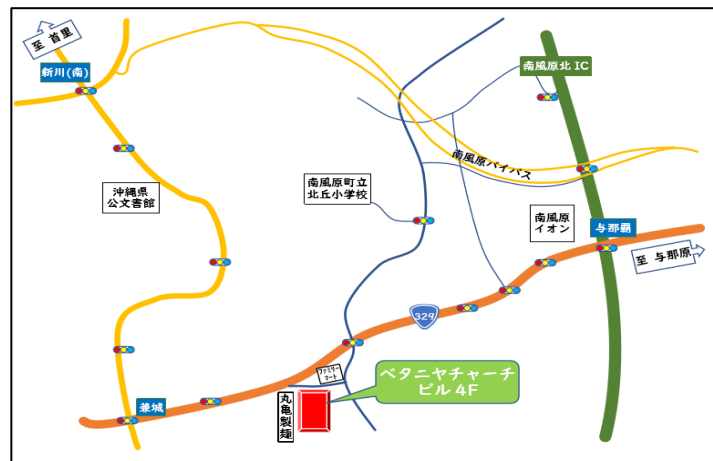 至 首里
新川(南)
南風原北 IC
南風原バイパス
沖縄県
公文書館
南風原町立
北丘小学校
南風原
イオン
与那覇
至 与那原
329
ファミリー
マート
ベタニヤチャーチ
ビル 4F
丸亀製麺
兼城